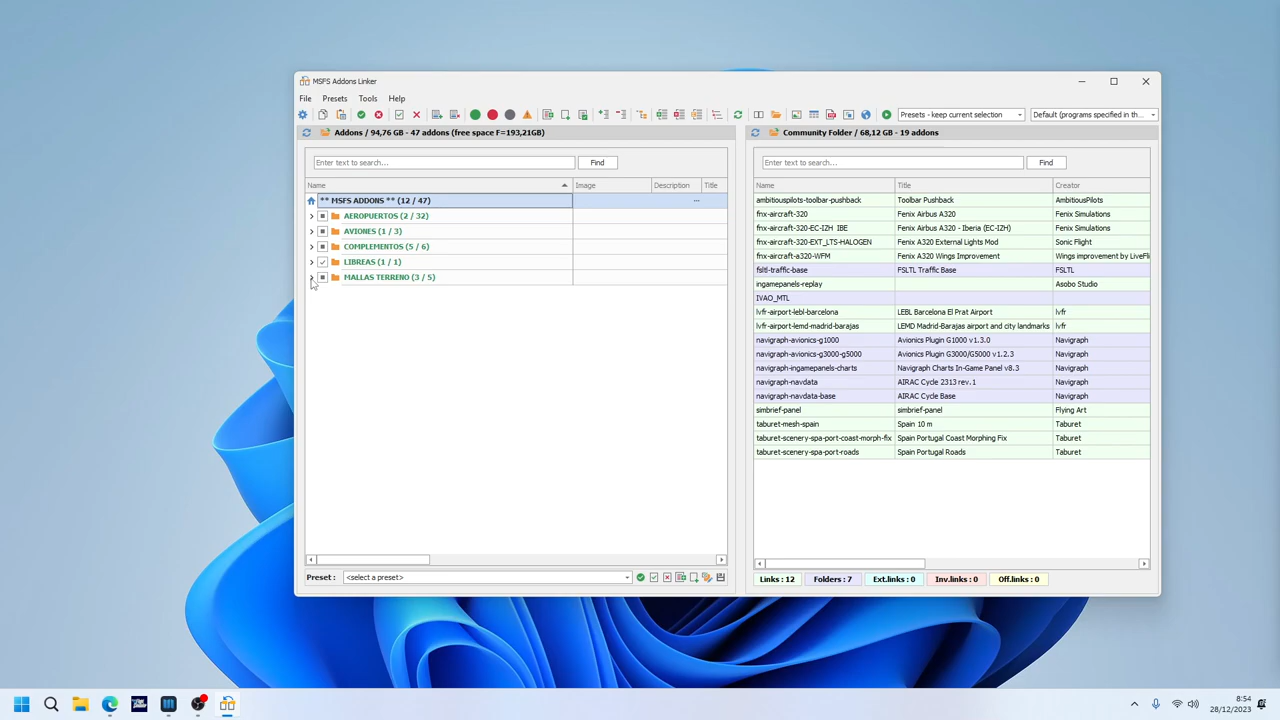 MSFS Addons Linker
File Presets Tools Help
Presets - keep current selection
Default (programs specified in th...
Addons / 94,76 GB - 47 addons (free space F=193,21GB)
Enter text to search...
Find
Name Image Description Title
** MSFS ADDONS ** (12 / 47)
...
AEROPUERTOS (2 / 32)
AVIONES (1 / 3)
COMPLEMENTOS (5 / 6)
LIBREAS (1 / 1)
MALLAS TERRENO (3 / 5)
Preset : <select a preset>
Community Folder / 68,12 GB - 19 addons
Enter text to search...
Find
Name Title Creator
ambitiouspilots-toolbar-pushback Toolbar Pushback AmbitiousPilots
fnx-aircraft-320 Fenix Airbus A320 Fenix Simulations
fnx-aircraft-320-EC-IZH IBE Fenix Airbus A320 - Iberia (EC-IZH) Fenix Simulations
fnx-aircraft-320-EXT_LTS-HALOGEN Fenix A320 External Lights Mod Sonic Flight
fnx-aircraft-a320-WFM Fenix A320 Wings Improvement Wings improvement by LiveFli
fsltl-traffic-base FSLTL Traffic Base FSLTL
ingamepanels-replay Asobo Studio
IVAO_MTL
lvfr-airport-lebl-barcelona LEBL Barcelona El Prat Airport lvfr
lvfr-airport-lemd-madrid-barajas LEMD Madrid-Barajas airport and city landmarks lvfr
navigraph-avionics-g1000 Avionics Plugin G1000 v1.3.0 Navigraph
navigraph-avionics-g3000-g5000 Avionics Plugin G3000/G5000 v1.2.3 Navigraph
navigraph-ingamepanels-charts Navigraph Charts In-Game Panel v8.3 Navigraph
navigraph-navdata AIRAC Cycle 2313 rev.1 Navigraph
navigraph-navdata-base AIRAC Cycle Base Navigraph
simbrief-panel simbrief-panel Flying Art
taburet-mesh-spain Spain 10 m Taburet
taburet-scenery-spa-port-coast-morph-fix Spain Portugal Coast Morphing Fix Taburet
taburet-scenery-spa-port-roads Spain Portugal Roads Taburet
Links : 12 Folders : 7 Ext.links : 0 Inv.links : 0 Off.links : 0
8:54
28/12/2023